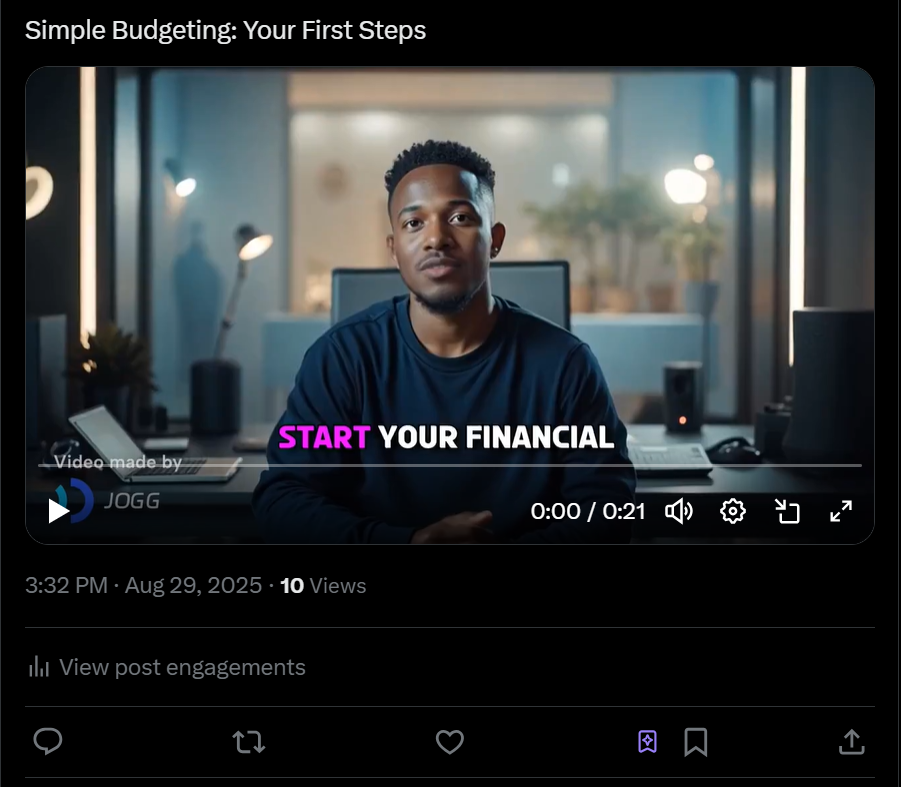 Simple Budgeting: Your First Steps
START YOUR FINANCIAL
Video made by
JOGG
0:00 / 0:21
3:32 PM · Aug 29, 2025 · 10 Views
View post engagements